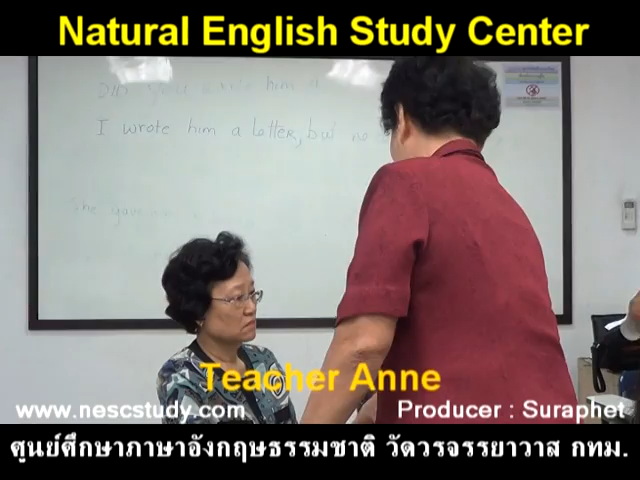 Natural English Study Center
I wrote him a letter, but no
Teacher Anne
www.nescstudy.com
Producer : Suraphet
ศูนย์ศึกษาภาษาอังกฤษธรรมชาติ วัดวรจรรยาวาส กทม.